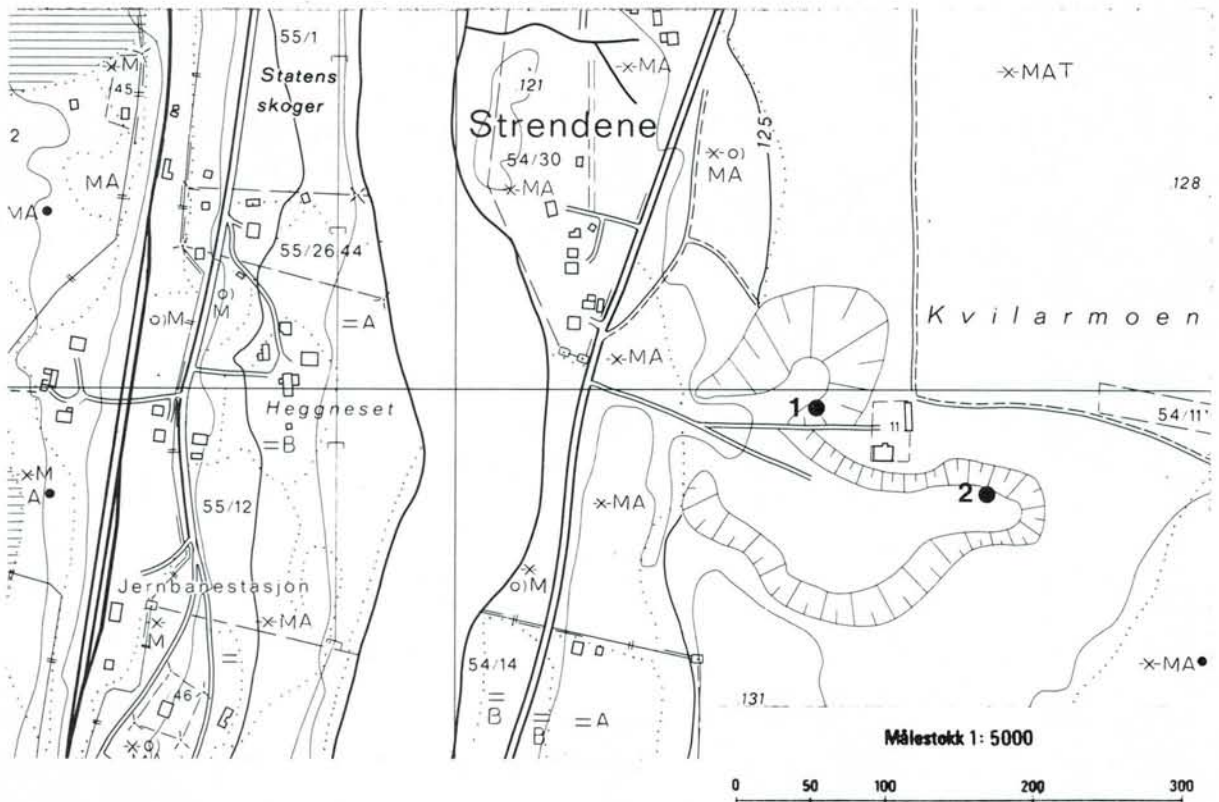 55/1
Statens
skoger
-x-M
45
2
121
-x-MA
-x-MAT
Strendene
54/30
125
-x-o)
MA
MA
-x-MA
128
MA
55/26,44
o)
M
o)M
=A
Kvilarmoen
-x-MA
Heggneset
1
11
54/11
=B
-x-M
A
2
55/12
-x-MA
-x-
o)M
Jernbanestasjon
-x-
M
-x-MA
54/14
=
-x-MA
46
131
=
B
=
B
=A
-x-o)
Målestokk 1: 5000
0 50 100 200 300